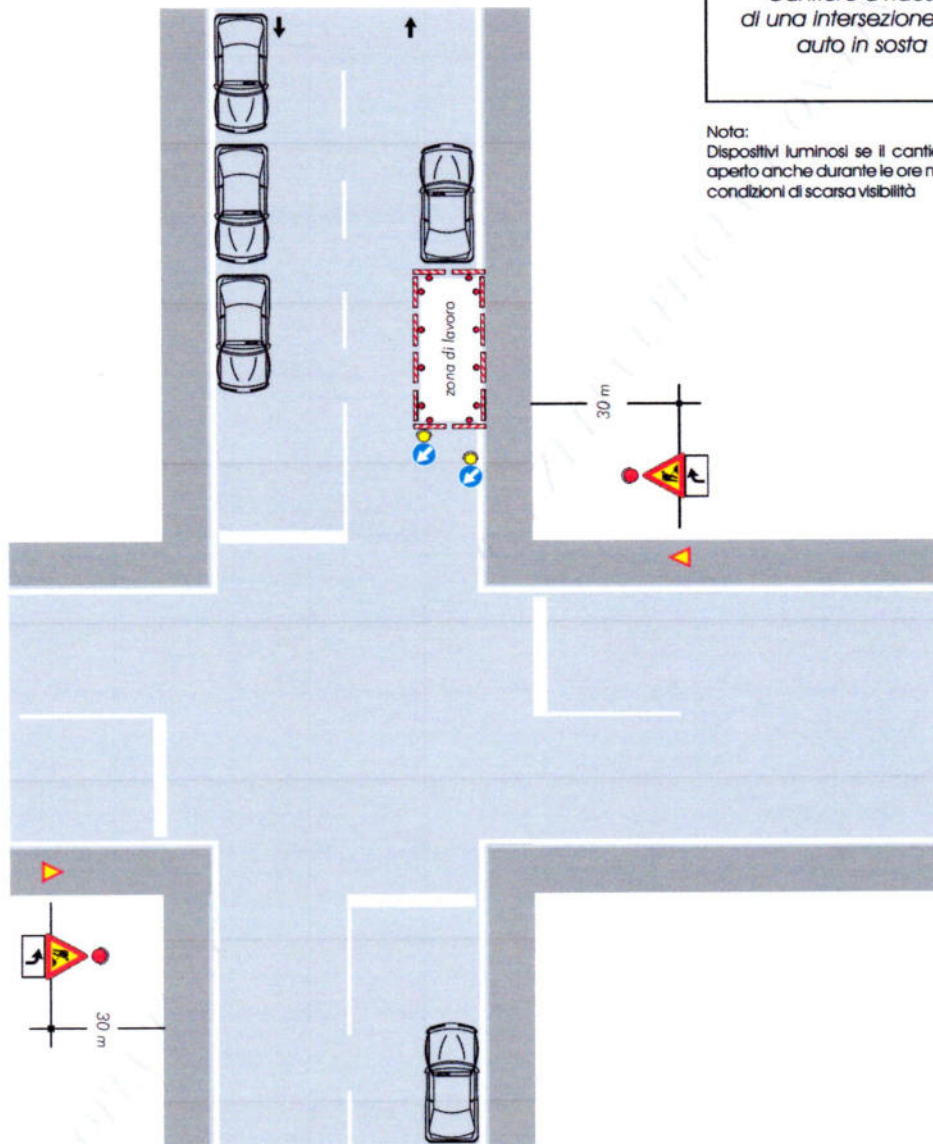 di una intersezione
auto in sosta
Nota:
Dispositivi luminosi se il cantie
aperto anche durante le ore n
condizioni di scarsa visibilità
zona di lavoro
30 m
30 m